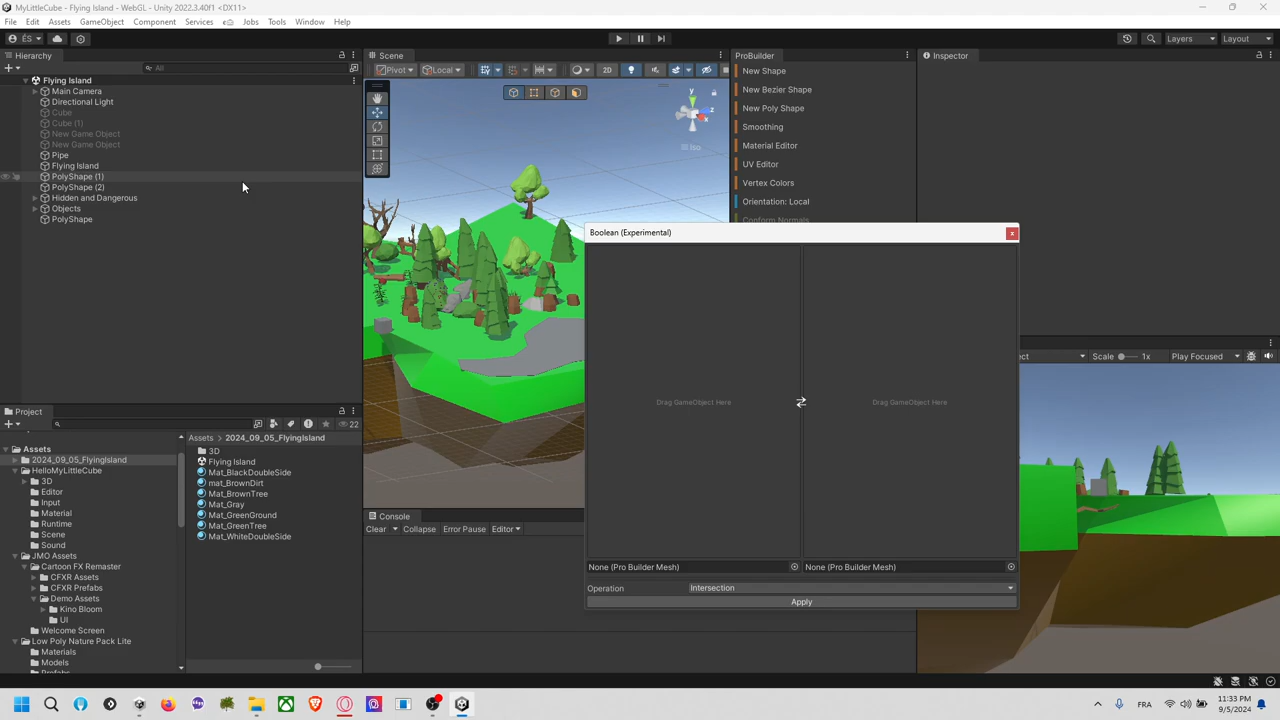 MyLittleCube - Flying Island - WebGL - Unity 2022.3.40f1 <DX11>
File Edit Assets GameObject Component Services Jobs Tools Window Help
ÉS
Layers Layout
Hierarchy
All
Flying Island
Main Camera
Directional Light
Cube
Cube (1)
New Game Object
New Game Object
Pipe
Flying Island
PolyShape (1)
PolyShape (2)
Hidden and Dangerous
Objects
PolyShape
Scene
Pivot Local 2D
y
z
x
Iso
ProBuilder
New Shape
New Bezier Shape
New Poly Shape
Smoothing
Material Editor
UV Editor
Vertex Colors
Orientation: Local
Conform Normals
Inspector
Boolean (Experimental)
x
Drag GameObject Here
Drag GameObject Here
None (Pro Builder Mesh)
None (Pro Builder Mesh)
Operation Intersection
Apply
ect Scale 1x Play Focused
Project
22
Assets
2024_09_05_FlyingIsland
HelloMyLittleCube
3D
Editor
Input
Material
Runtime
Scene
Sound
JMO Assets
Cartoon FX Remaster
CFXR Assets
CFXR Prefabs
Demo Assets
Kino Bloom
UI
Welcome Screen
Low Poly Nature Pack Lite
Materials
Models
Prefabs
Assets > 2024_09_05_FlyingIsland
3D
Flying Island
Mat_BlackDoubleSide
mat_BrownDirt
Mat_BrownTree
Mat_Gray
Mat_GreenGround
Mat_GreenTree
Mat_WhiteDoubleSide
Console
Clear Collapse Error Pause Editor
FRA
11:33 PM
9/5/2024